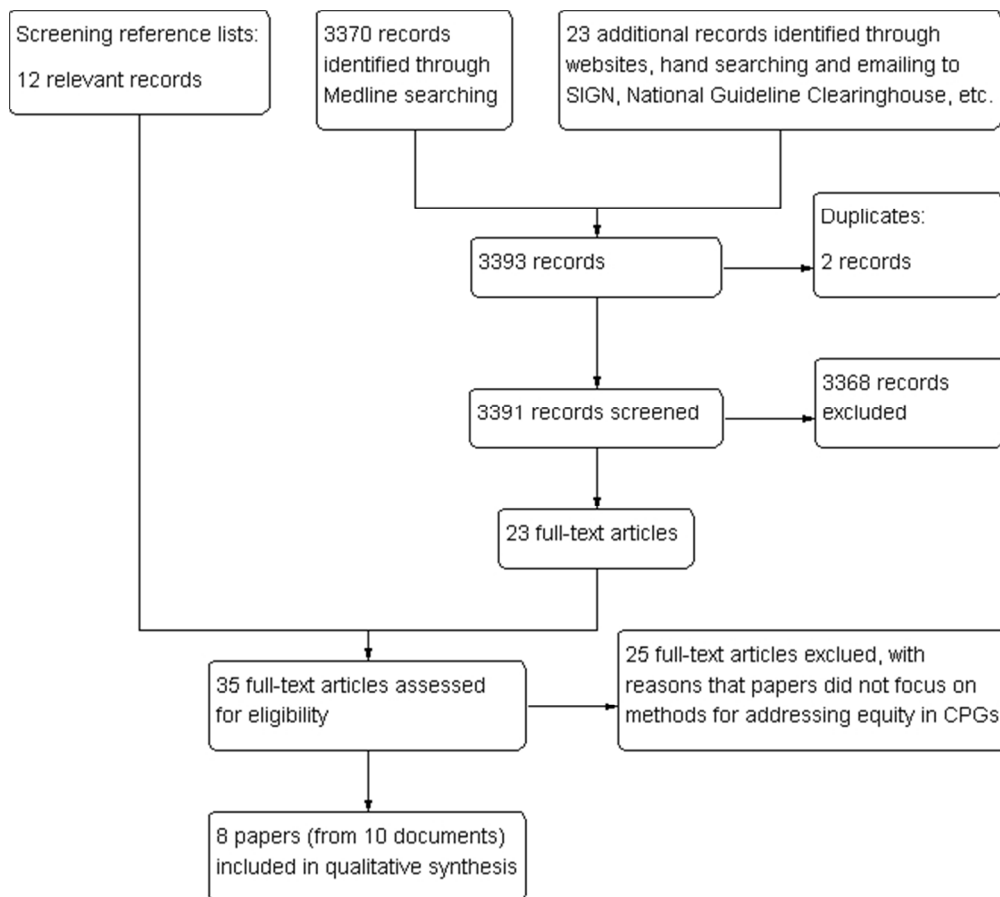 Screening reference lists:
12 relevant records
3370 records
identified through
Medline searching
23 additional records identified through
websites, hand searching and emailing to
SIGN, National Guideline Clearinghouse, etc.
Duplicates:
2 records
3393 records
3368 records
excluded
3391 records screened
23 full-text articles
25 full-text articles exclued, with
reasons that papers did not focus on
methods for addressing equity in CPGs
35 full-text articles assessed
for eligibility
8 papers (from 10 documents)
included in qualitative synthesis